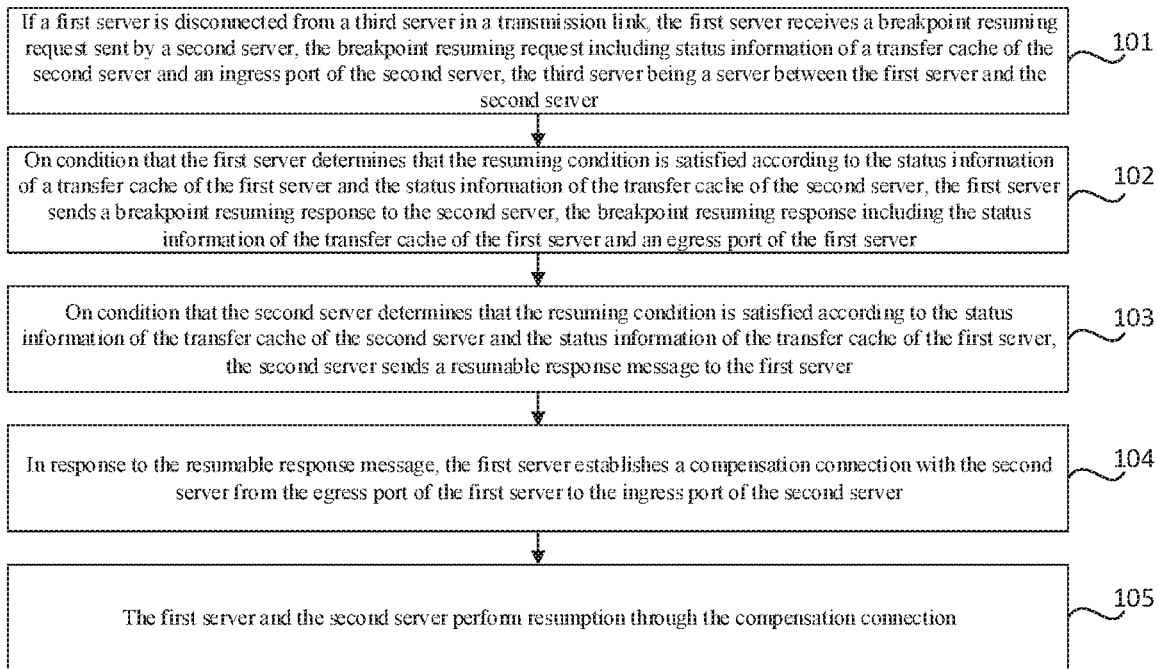 If a first server is disconnected from a third server in a transmission link, the first server receives a breakpoint resuming
request sent by a second server, the breakpoint resuming request including status information of a transfer cache of the
second server and an ingress port of the second server, the third server being a server between the first server and the
second server
101
On condition that the first server determines that the resuming condition is satisfied according to the status information
of a transfer cache of the first server and the status information of the transfer cache of the second server, the first server
sends a breakpoint resuming response to the second server, the breakpoint resuming response including the status
information of the transfer cache of the first server and an egress port of the first server
102
On condition that the second server determines that the resuming condition is satisfied according to the status
information of the transfer cache of the second server and the status information of the transfer cache of the first server,
the second server sends a resumable response message to the first server
103
In response to the resumable response message, the first server establishes a compensation connection with the second
server from the egress port of the first server to the ingress port of the second server
104
The first server and the second server perform resumption through the compensation connection
105